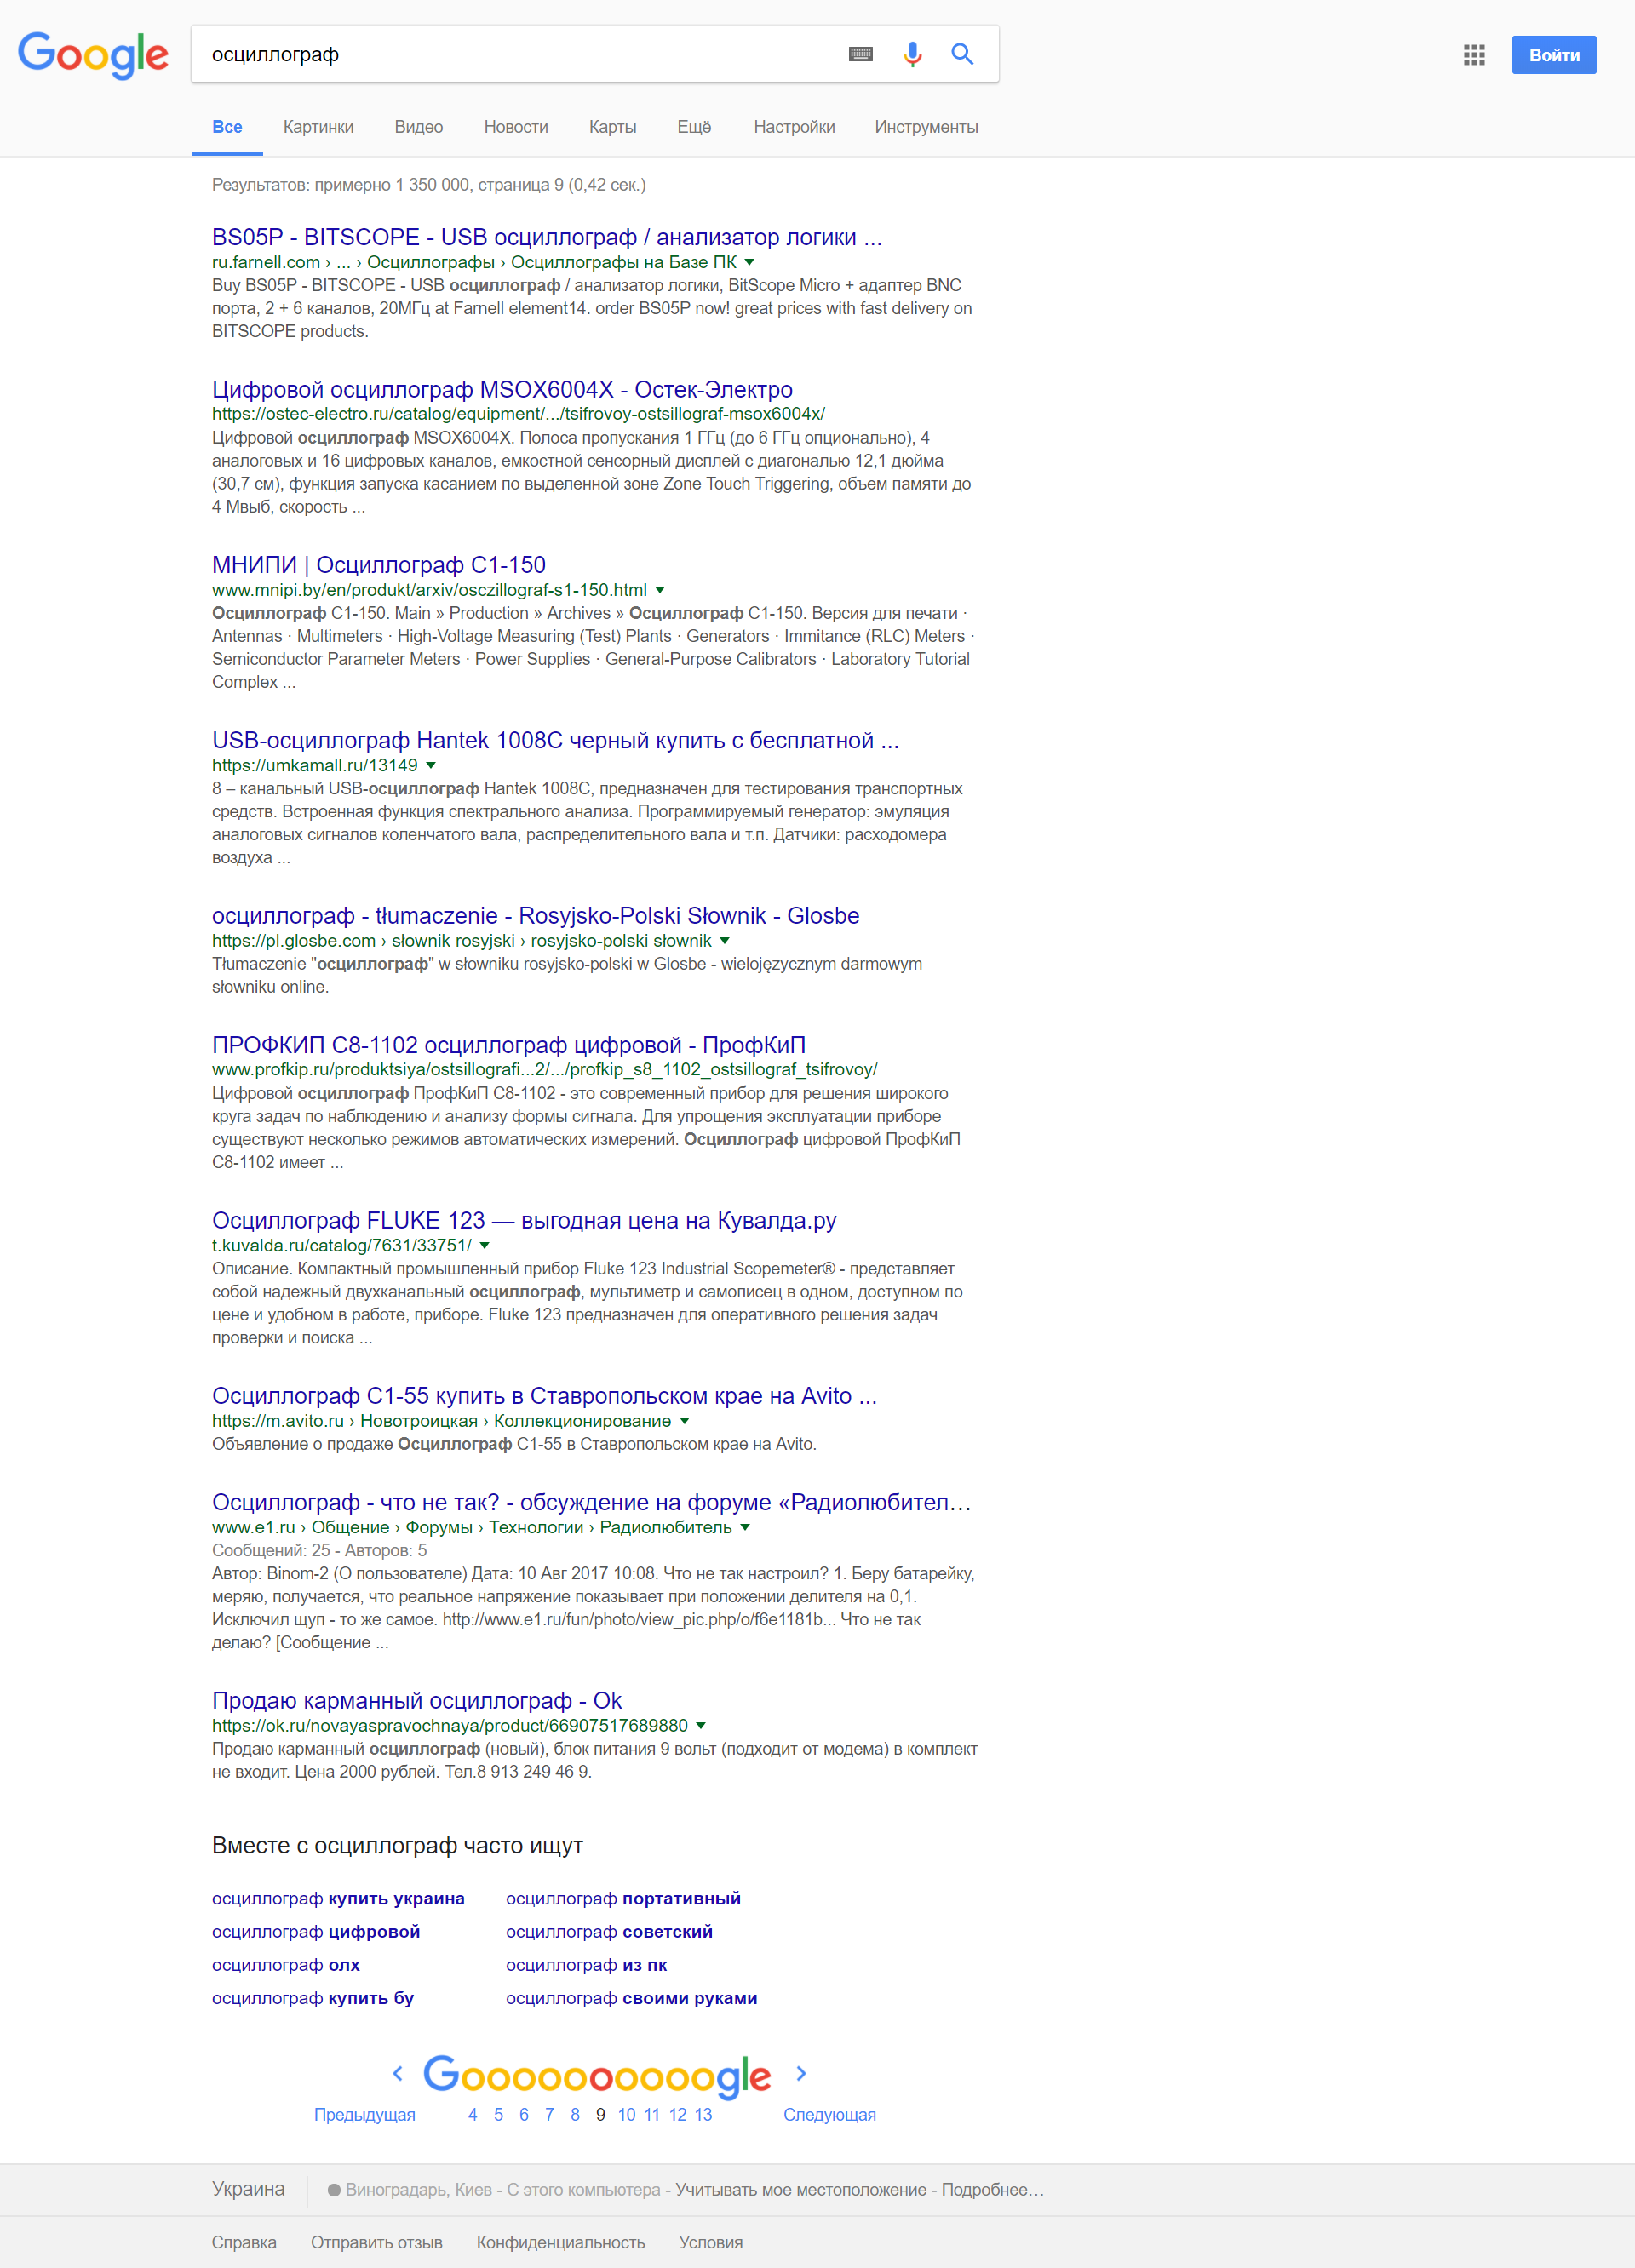 Google
осциллограф
Войти
Все Картинки Видео Новости Карты Ещё Настройки Инструменты
Результатов: примерно 1 350 000, страница 9 (0,42 сек.)
BS05P - BITSCOPE - USB осциллограф / анализатор логики ...
ru.farnell.com › ... › Осциллографы › Осциллографы на Базе ПК
Buy BS05P - BITSCOPE - USB осциллограф / анализатор логики, BitScope Micro + адаптер BNC
порта, 2 + 6 каналов, 20МГц at Farnell element14. order BS05P now! great prices with fast delivery on
BITSCOPE products.
Цифровой осциллограф MSOX6004X - Остек-Электро
https://ostec-electro.ru/catalog/equipment/.../tsifrovoy-ostsillograf-msox6004x/
Цифровой осциллограф MSOX6004X. Полоса пропускания 1 ГГц (до 6 ГГц опционально), 4
аналоговых и 16 цифровых каналов, емкостной сенсорный дисплей с диагональю 12,1 дюйма
(30,7 см), функция запуска касанием по выделенной зоне Zone Touch Triggering, объем памяти до
4 Мвыб, скорость ...
МНИПИ | Осциллограф С1-150
www.mnipi.by/en/produkt/arxiv/osczillograf-s1-150.html
Осциллограф С1-150. Main » Production » Archives » Осциллограф С1-150. Версия для печати ·
Antennas · Multimeters · High-Voltage Measuring (Test) Plants · Generators · Immitance (RLC) Meters ·
Semiconductor Parameter Meters · Power Supplies · General-Purpose Calibrators · Laboratory Tutorial
Complex ...
USB-осциллограф Hantek 1008C черный купить с бесплатной ...
https://umkamall.ru/13149
8 – канальный USB-осциллограф Hantek 1008C, предназначен для тестирования транспортных
средств. Встроенная функция спектрального анализа. Программируемый генератор: эмуляция
аналоговых сигналов коленчатого вала, распределительного вала и т.п. Датчики: расходомера
воздуха ...
осциллограф - tłumaczenie - Rosyjsko-Polski Słownik - Glosbe
https://pl.glosbe.com › słownik rosyjski › rosyjsko-polski słownik
Tłumaczenie "осциллограф" w słowniku rosyjsko-polski w Glosbe - wielojęzycznym darmowym
słowniku online.
ПРОФКИП С8-1102 осциллограф цифровой - ПрофКиП
www.profkip.ru/produktsiya/ostsillografi...2/.../profkip_s8_1102_ostsillograf_tsifrovoy/
Цифровой осциллограф ПрофКиП С8-1102 - это современный прибор для решения широкого
круга задач по наблюдению и анализу формы сигнала. Для упрощения эксплуатации приборе
существуют несколько режимов автоматических измерений. Осциллограф цифровой ПрофКиП
С8-1102 имеет ...
Осциллограф FLUKE 123 — выгодная цена на Кувалда.ру
t.kuvalda.ru/catalog/7631/33751/
Описание. Компактный промышленный прибор Fluke 123 Industrial Scopemeter® - представляет
собой надежный двухканальный осциллограф, мультиметр и самописец в одном, доступном по
цене и удобном в работе, приборе. Fluke 123 предназначен для оперативного решения задач
проверки и поиска ...
Осциллограф С1-55 купить в Ставропольском крае на Avito ...
https://m.avito.ru › Новотроицкая › Коллекционирование
Объявление о продаже Осциллограф С1-55 в Ставропольском крае на Avito.
Осциллограф - что не так? - обсуждение на форуме «Радиолюбител...
www.e1.ru › Общение › Форумы › Технологии › Радиолюбитель
Сообщений: 25 - Авторов: 5
Автор: Binom-2 (О пользователе) Дата: 10 Авг 2017 10:08. Что не так настроил? 1. Беру батарейку,
меряю, получается, что реальное напряжение показывает при положении делителя на 0,1.
Исключил щуп - то же самое. http://www.e1.ru/fun/photo/view_pic.php/o/f6e1181b... Что не так
делаю? [Сообщение ...
Продаю карманный осциллограф - Ok
https://ok.ru/novayaspravochnaya/product/66907517689880
Продаю карманный осциллограф (новый), блок питания 9 вольт (подходит от модема) в комплект
не входит. Цена 2000 рублей. Тел.8 913 249 46 9.
Вместе с осциллограф часто ищут
осциллограф купить украина осциллограф портативный
осциллограф цифровой осциллограф советский
осциллограф олх осциллограф из пк
осциллограф купить бу осциллограф своими руками
Goooooooooogle
Предыдущая 4 5 6 7 8 9 10 11 12 13 Следующая
Украина Виноградарь, Киев - С этого компьютера - Учитывать мое местоположение - Подробнее…
Справка Отправить отзыв Конфиденциальность Условия